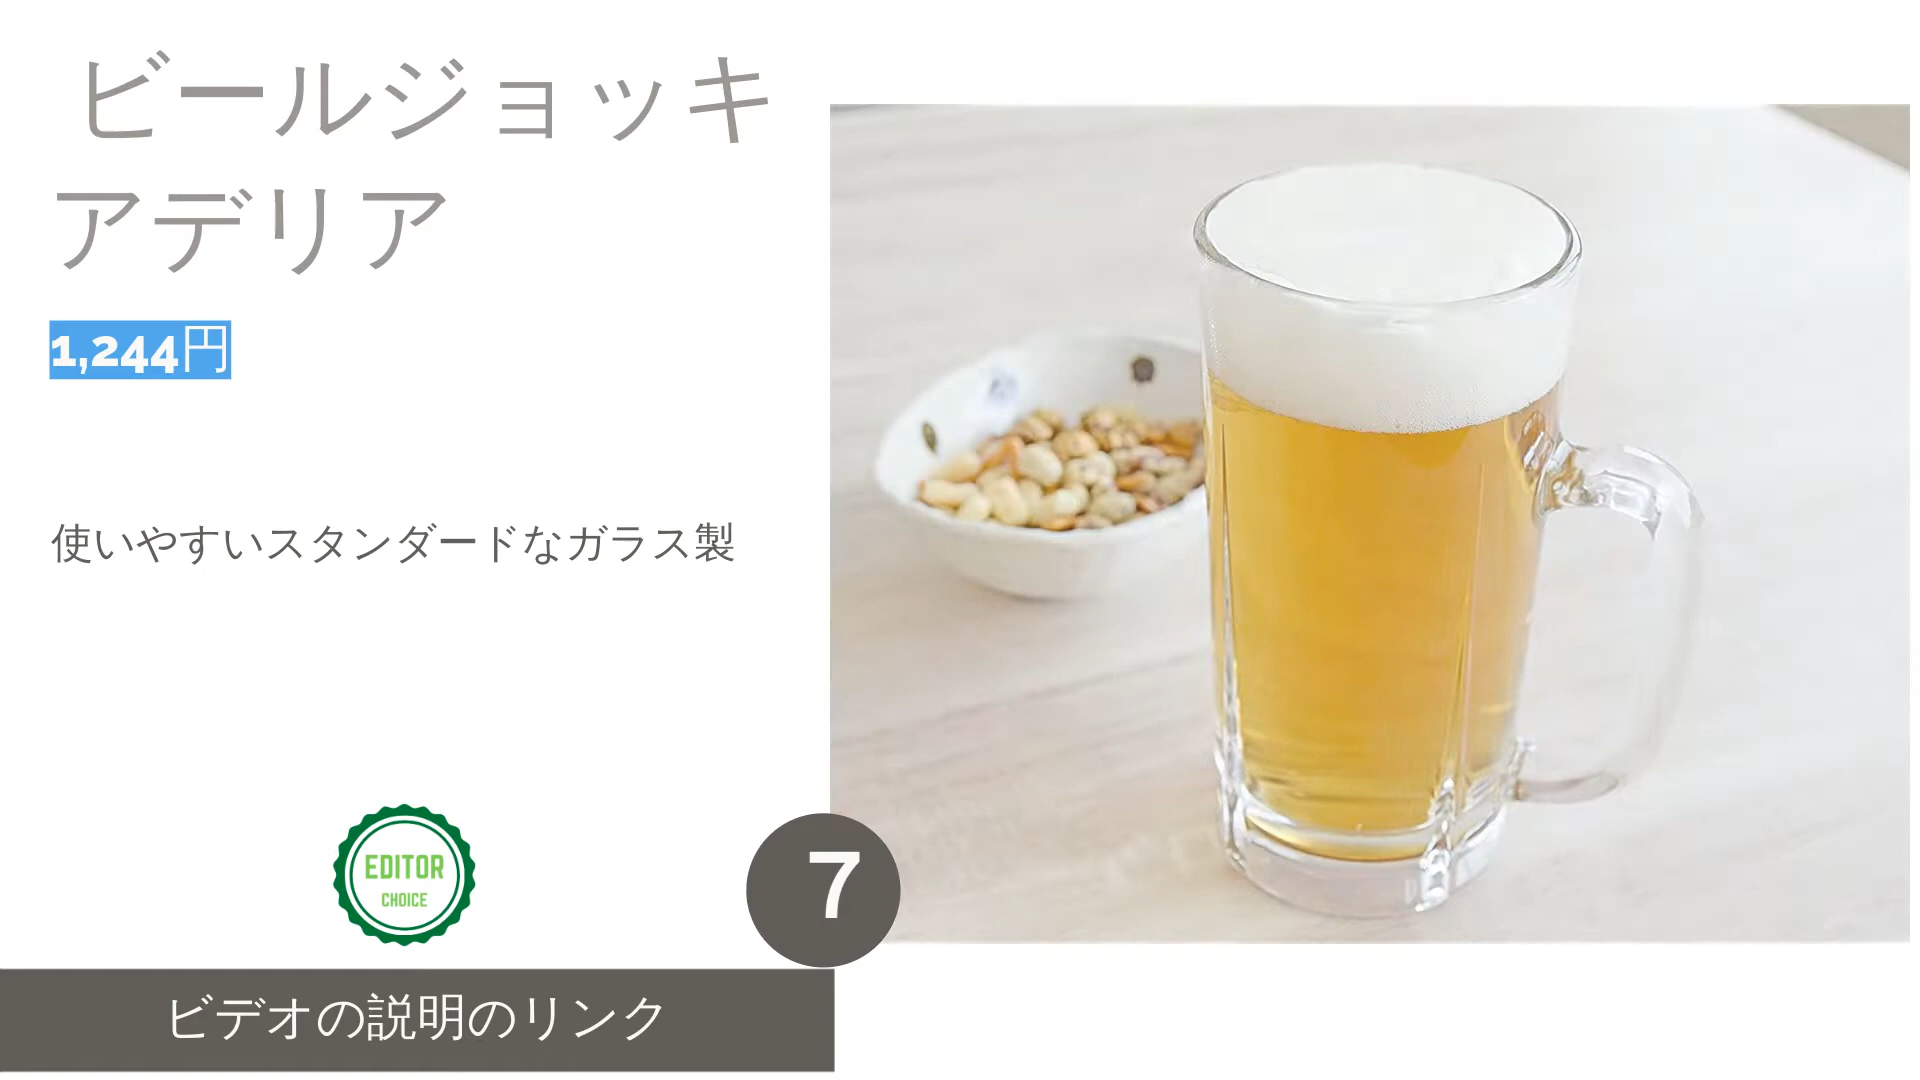 ビールジョッキ
アデリア
1,244円
使いやすいスタンダードなガラス製
EDITOR
CHOICE
7
ビデオの説明のリンク